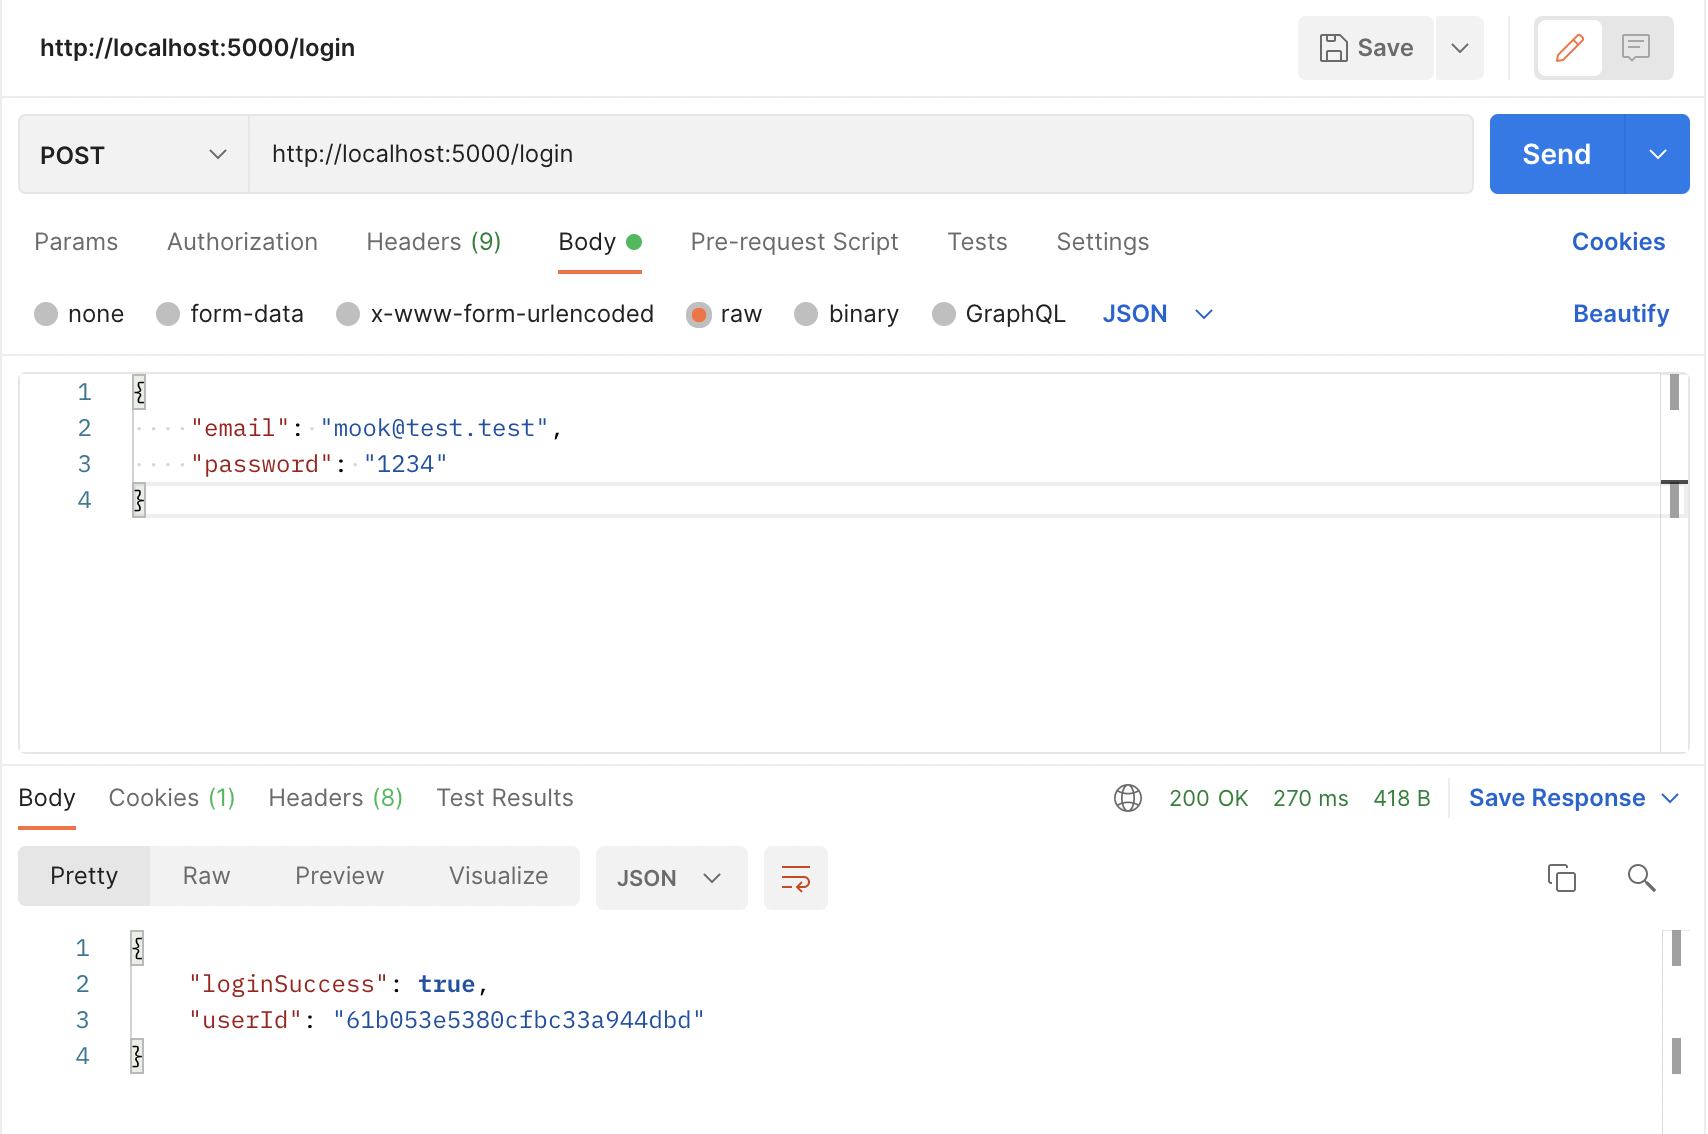 http://localhost:5000/login
Save
POST http://localhost:5000/login Send
Params Authorization Headers (9) Body Pre-request Script Tests Settings Cookies
none form-data x-www-form-urlencoded raw binary GraphQL JSON Beautify
1 {
2 "email": "mook@test.test",
3 "password": "1234"
4 }
Body Cookies (1) Headers (8) Test Results 200 OK 270 ms 418 B Save Response
Pretty Raw Preview Visualize JSON
1 {
2 "loginSuccess": true,
3 "userId": "61b053e5380cfbc33a944dbd"
4 }